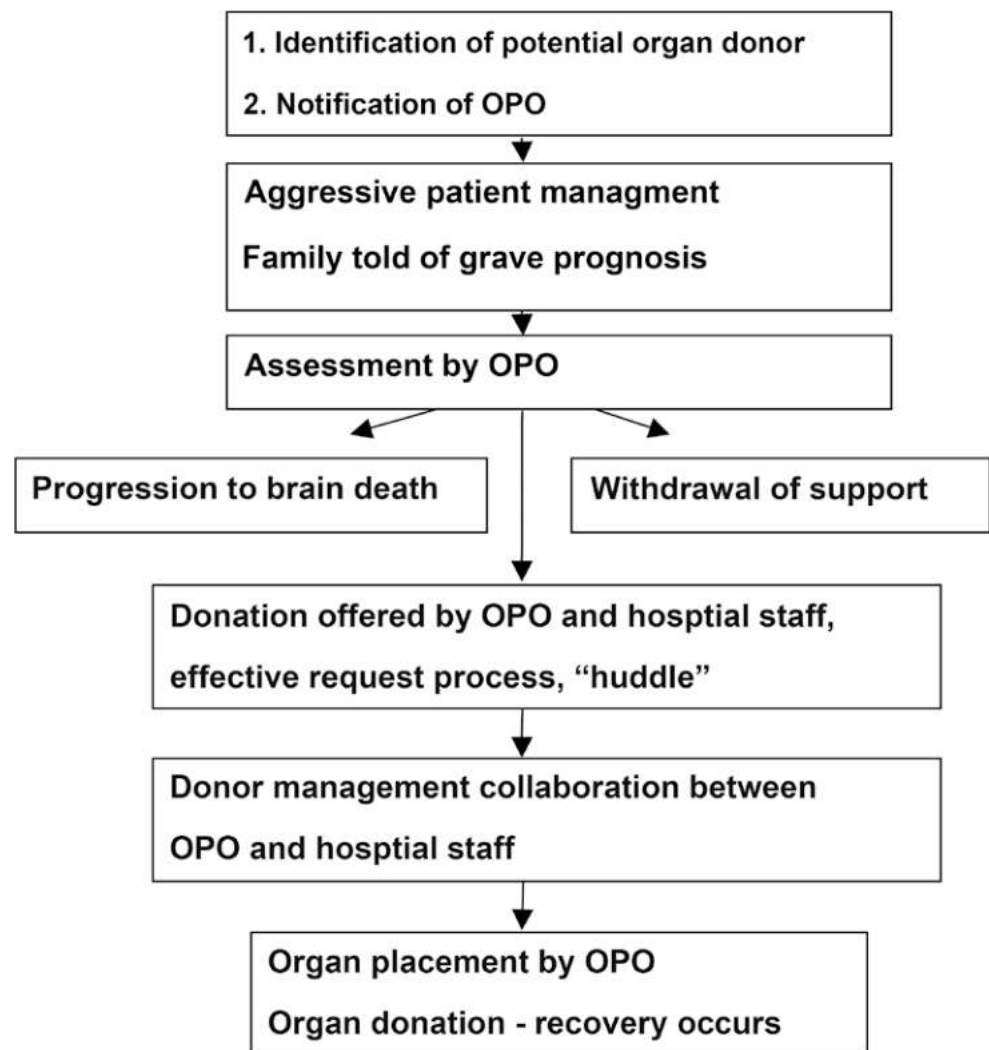 1. Identification of potential organ donor
2. Notification of OPO
Aggressive patient managment
Family told of grave prognosis
Assessment by OPO
Progression to brain death
Withdrawal of support
Donation offered by OPO and hosptial staff,
effective request process, “huddle”
Donor management collaboration between
OPO and hosptial staff
Organ placement by OPO
Organ donation - recovery occurs